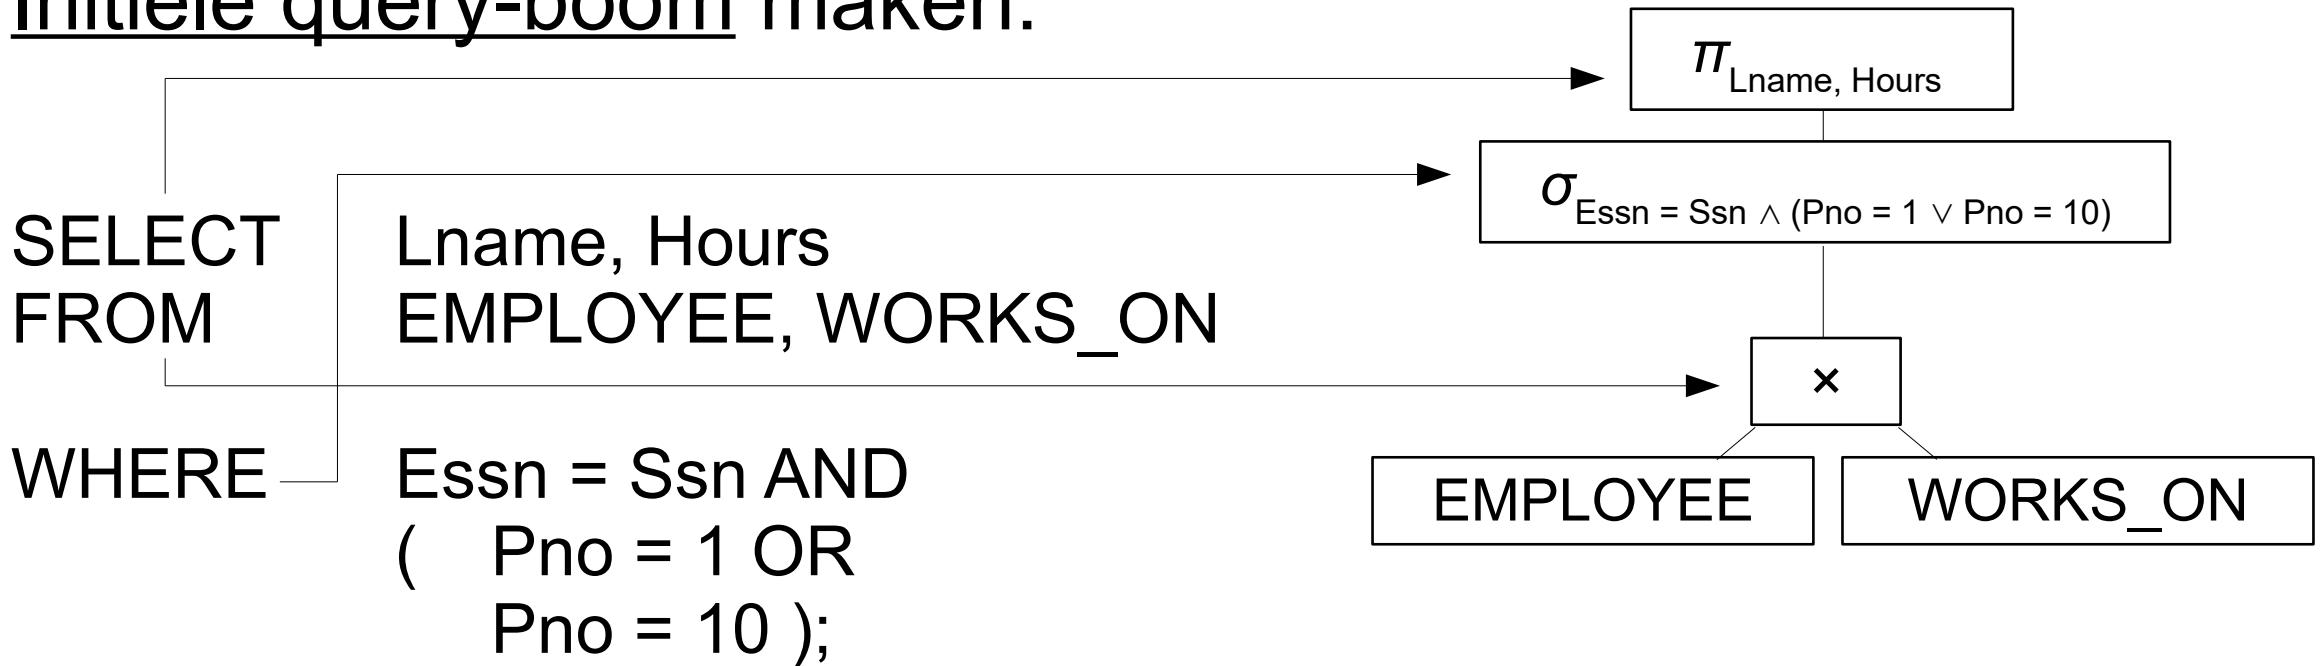 Initiële query-boom maken:
π Lname, Hours
σ Essn = Ssn ∧ (Pno = 1 ∨ Pno = 10)
×
EMPLOYEE WORKS_ON
SELECT Lname, Hours
FROM EMPLOYEE, WORKS_ON
WHERE Essn = Ssn AND
( Pno = 1 OR
Pno = 10 );